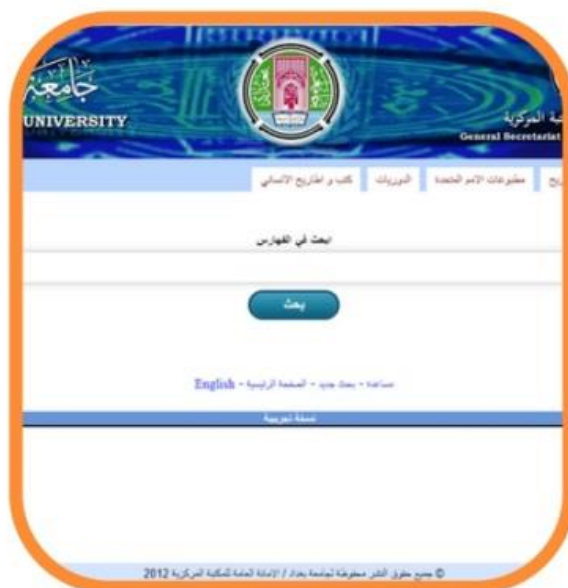 جامعة
UNIVERSITY
المركزية
General Secretariat
مطبوعات الامم المتحدة
الدوريات
كتب و اطاريح الانساني
ابحث في الفهارس
بحث
مساعدة - بحث جديد - الصفحة الرئيسية - English
نسخة تجريبية
© جميع حقوق النشر محفوظة لجامعة بغداد / الامانة العامة للمكتبة المركزية 2012